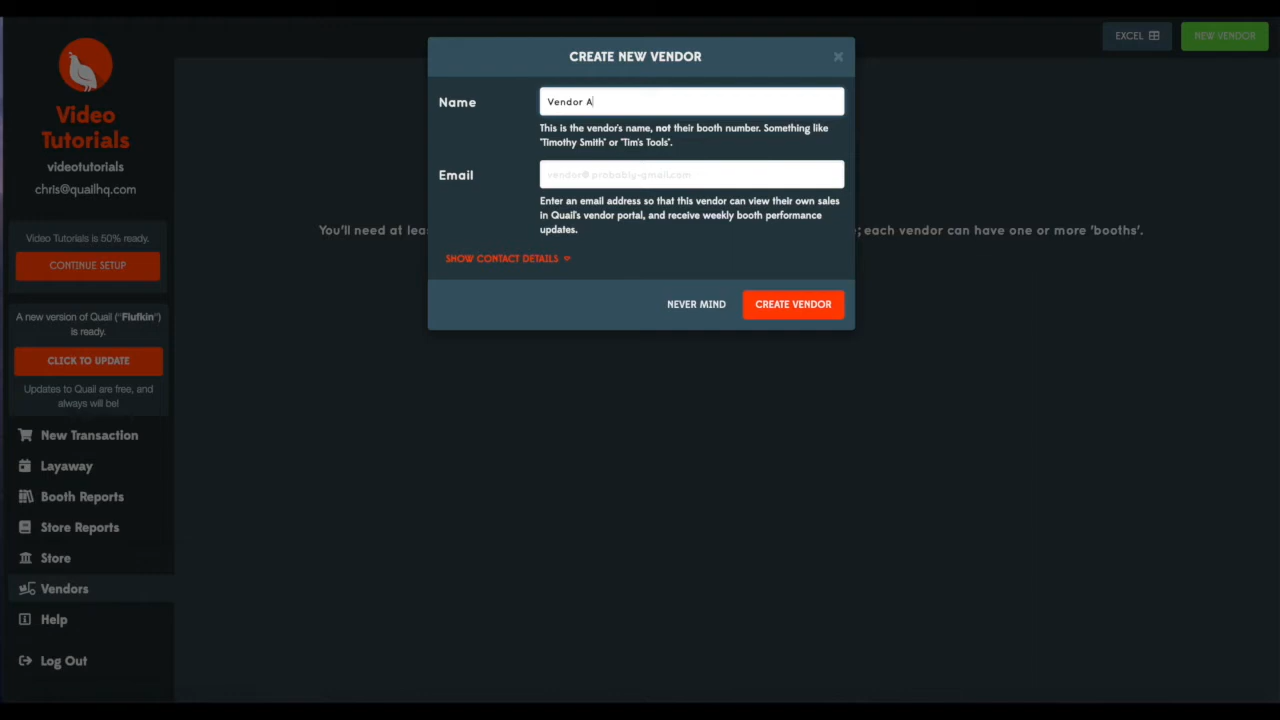 Video
Tutorials
videotutorials
chris@quailhq.com
Video Tutorials is 50% ready.
CONTINUE SETUP
A new version of Quail ("Flufkin")
is ready.
CLICK TO UPDATE
Updates to Quail are free, and
always will be!
New Transaction
Layaway
Booth Reports
Store Reports
Store
Vendors
Help
Log Out
EXCEL
NEW VENDOR
CREATE NEW VENDOR
Name
Vendor A
This is the vendor's name, not their booth number. Something like
"Timothy Smith" or "Tim's Tools".
Email
vendor@probably-gmail.com
Enter an email address so that this vendor can view their own sales
in Quail's vendor portal, and receive weekly booth performance
updates.
SHOW CONTACT DETAILS
NEVER MIND
CREATE VENDOR
You'll need at leas
; each vendor can have one or more 'booths'.